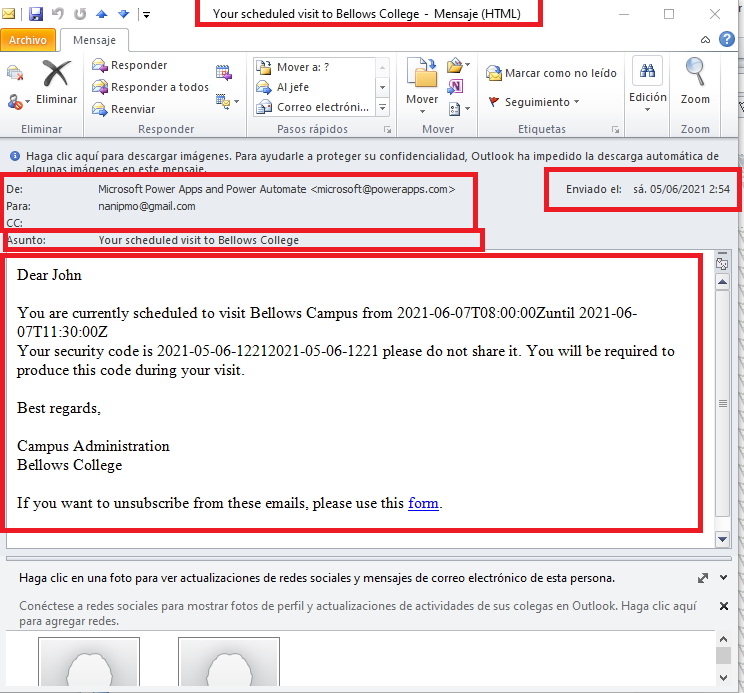 Your scheduled visit to Bellows College - Mensaje (HTML)
Archivo
Mensaje
Eliminar
Eliminar
Responder
Responder a todos
Reenviar
Responder
Mover a: ?
Al jefe
Correo electróni...
Pasos rápidos
Mover
Mover
Marcar como no leído
Seguimiento
Etiquetas
Edición
Zoom
Zoom
Haga clic aquí para descargar imágenes. Para ayudarle a proteger su confidencialidad, Outlook ha impedido la descarga automática de
algunas imágenes en este mensaje.
De: Microsoft Power Apps and Power Automate <microsoft@powerapps.com>
Enviado el: sá. 05/06/2021 2:54
Para: nanipmo@gmail.com
CC:
Asunto: Your scheduled visit to Bellows College
Dear John
You are currently scheduled to visit Bellows Campus from 2021-06-07T08:00:00Zuntil 2021-06-
07T11:30:00Z
Your security code is 2021-05-06-12212021-05-06-1221 please do not share it. You will be required to
produce this code during your visit.
Best regards,
Campus Administration
Bellows College
If you want to unsubscribe from these emails, please use this form.
Haga clic en una foto para ver actualizaciones de redes sociales y mensajes de correo electrónico de esta persona.
Conéctese a redes sociales para mostrar fotos de perfil y actualizaciones de actividades de sus colegas en Outlook. Haga clic aquí
para agregar redes.